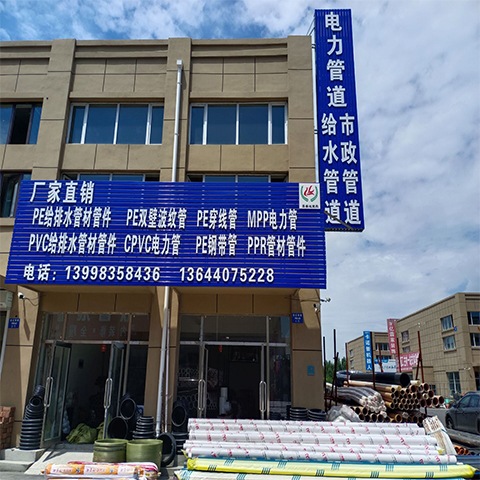 电力管道
市政管道
给水管道
厂家直销
PE给排水管材管件 PE双壁波纹管 PE穿线管 MPP电力管
PVC给排水管材管件 CPVC电力管 PE钢带管 PPR管材管件
电话：13998358436 13644075228